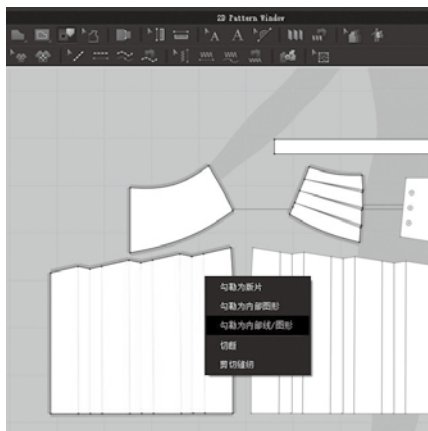 2D Pattern Window
勾勒为版片
勾勒为内部图形
勾勒为内部线/图形
切断
剪切缝纫